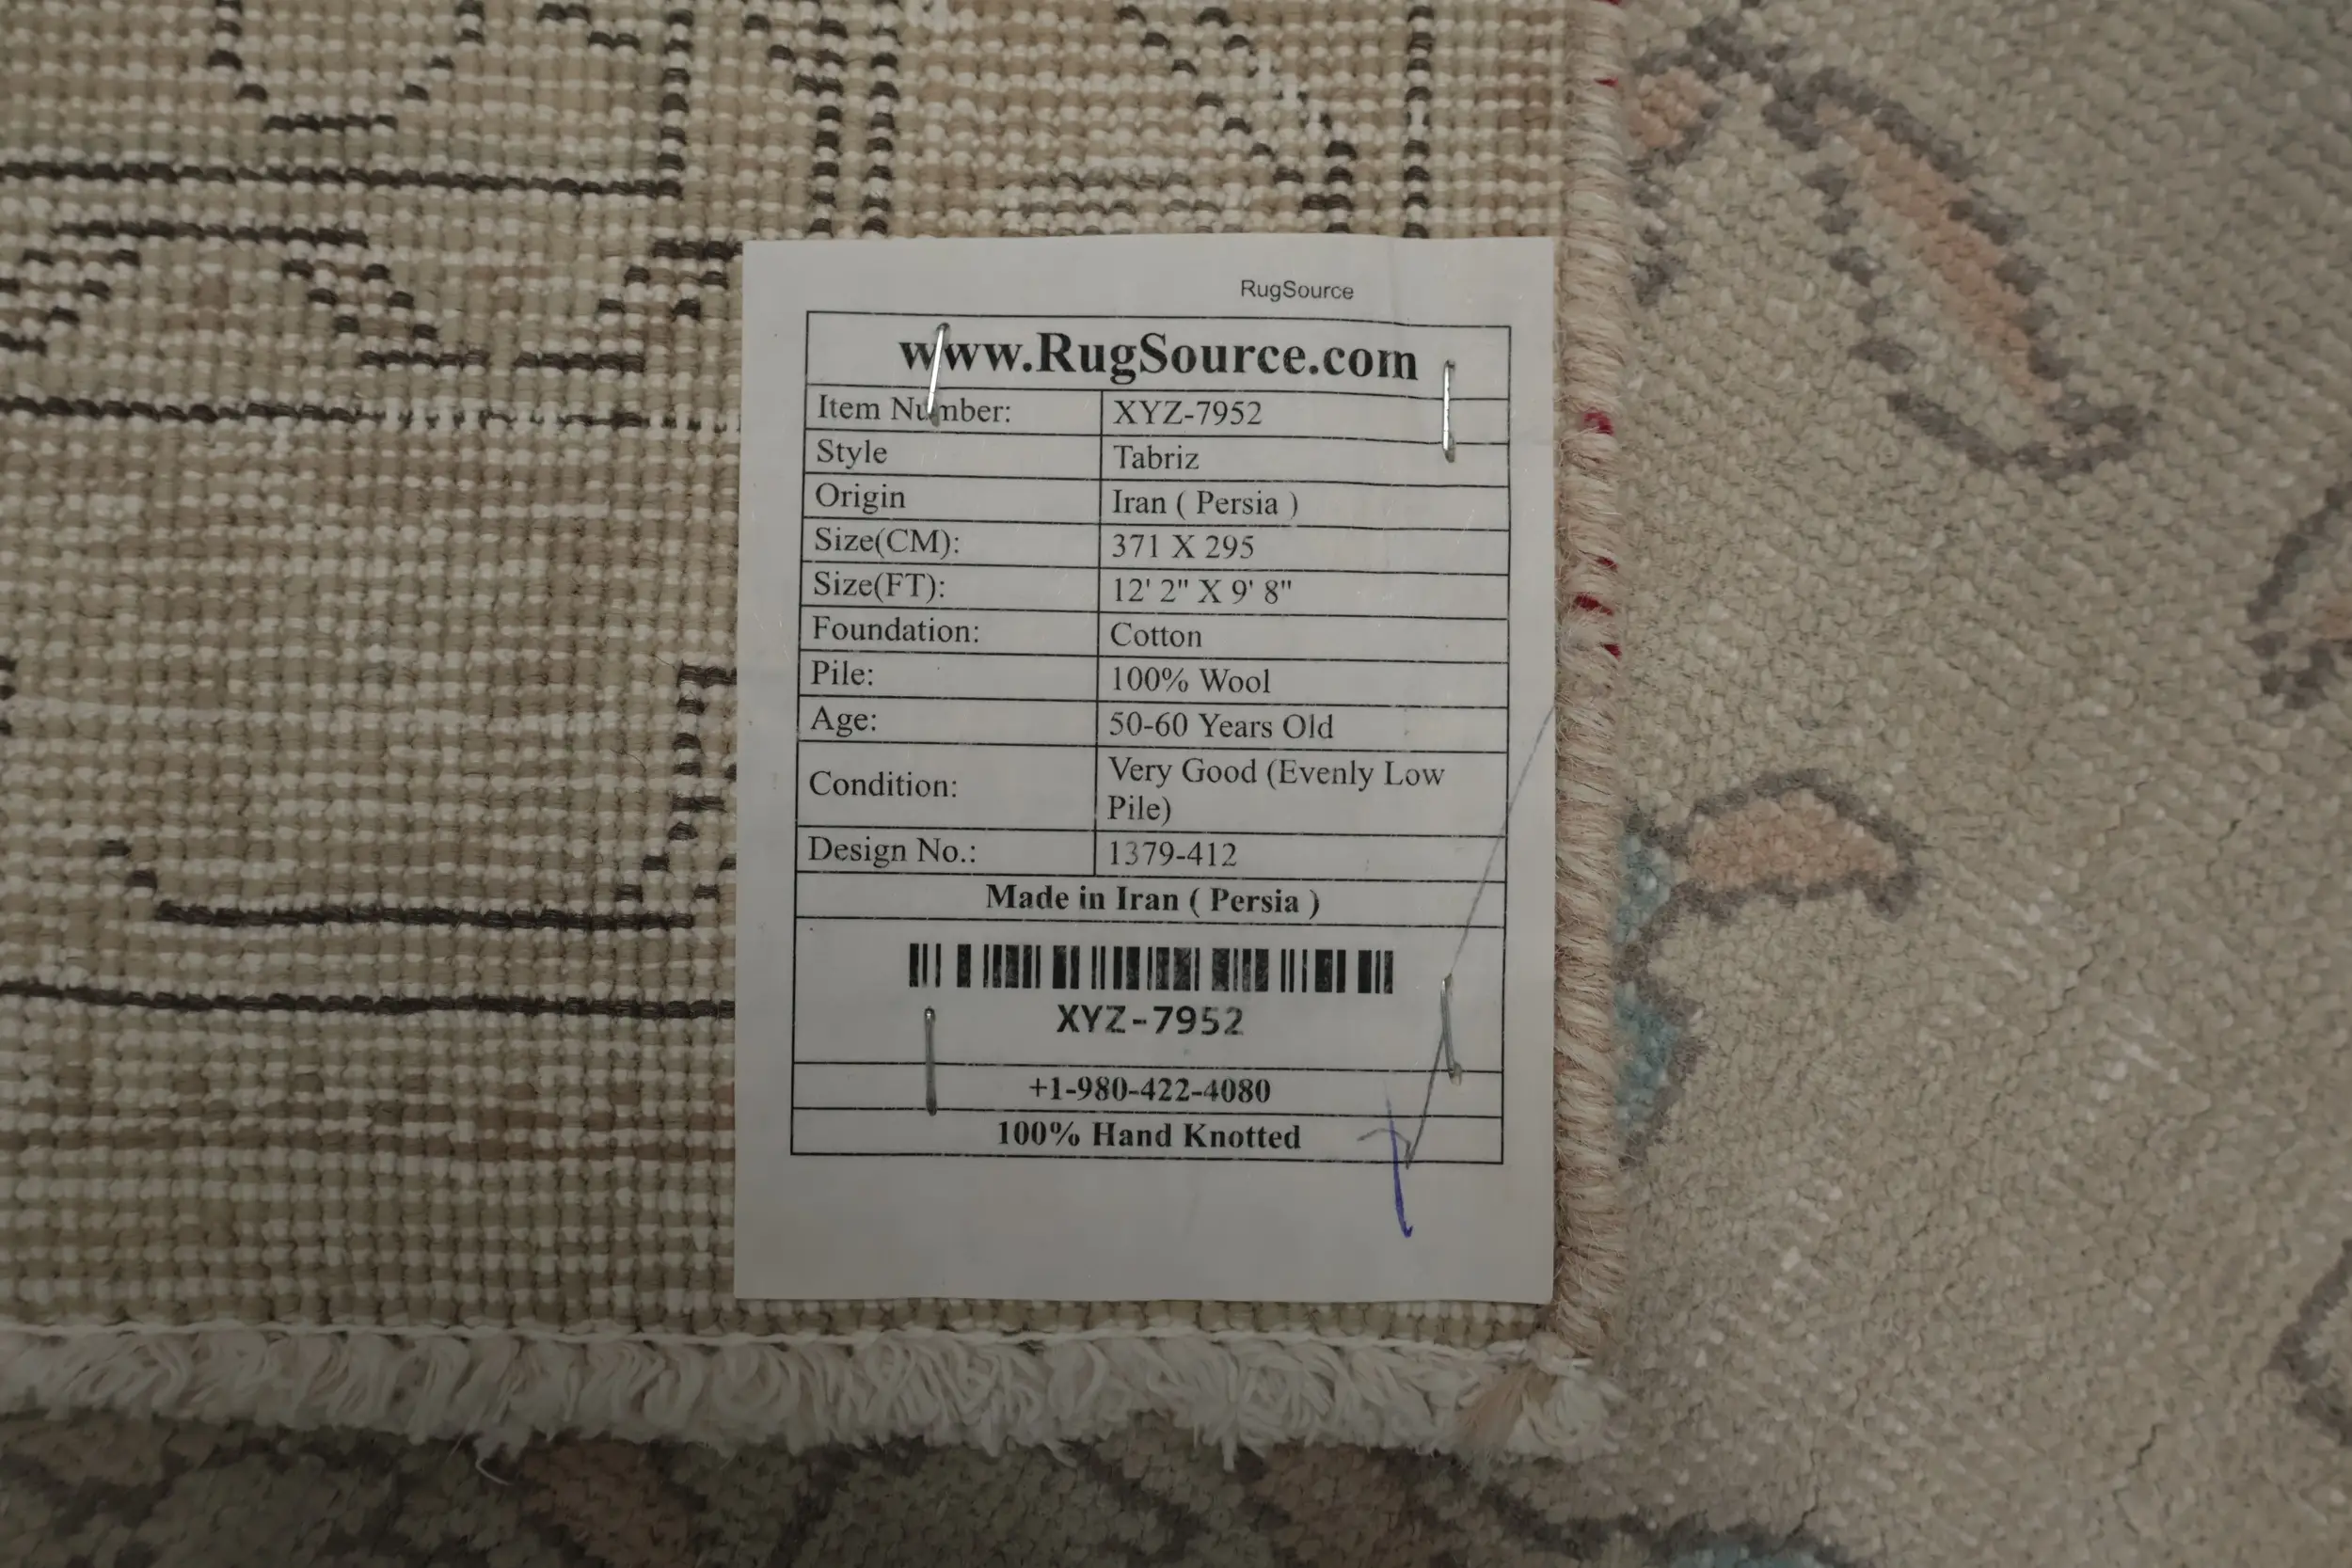 RugSource
www.RugSource.com
Item Number: XYZ-7952
Style Tabriz
Origin Iran ( Persia )
Size(CM): 371 X 295
Size(FT): 12' 2" X 9' 8"
Foundation: Cotton
Pile: 100% Wool
Age: 50-60 Years Old
Condition: Very Good (Evenly Low
Pile)
Design No.: 1379-412
Made in Iran ( Persia )
XYZ-7952
+1-980-422-4080
100% Hand Knotted